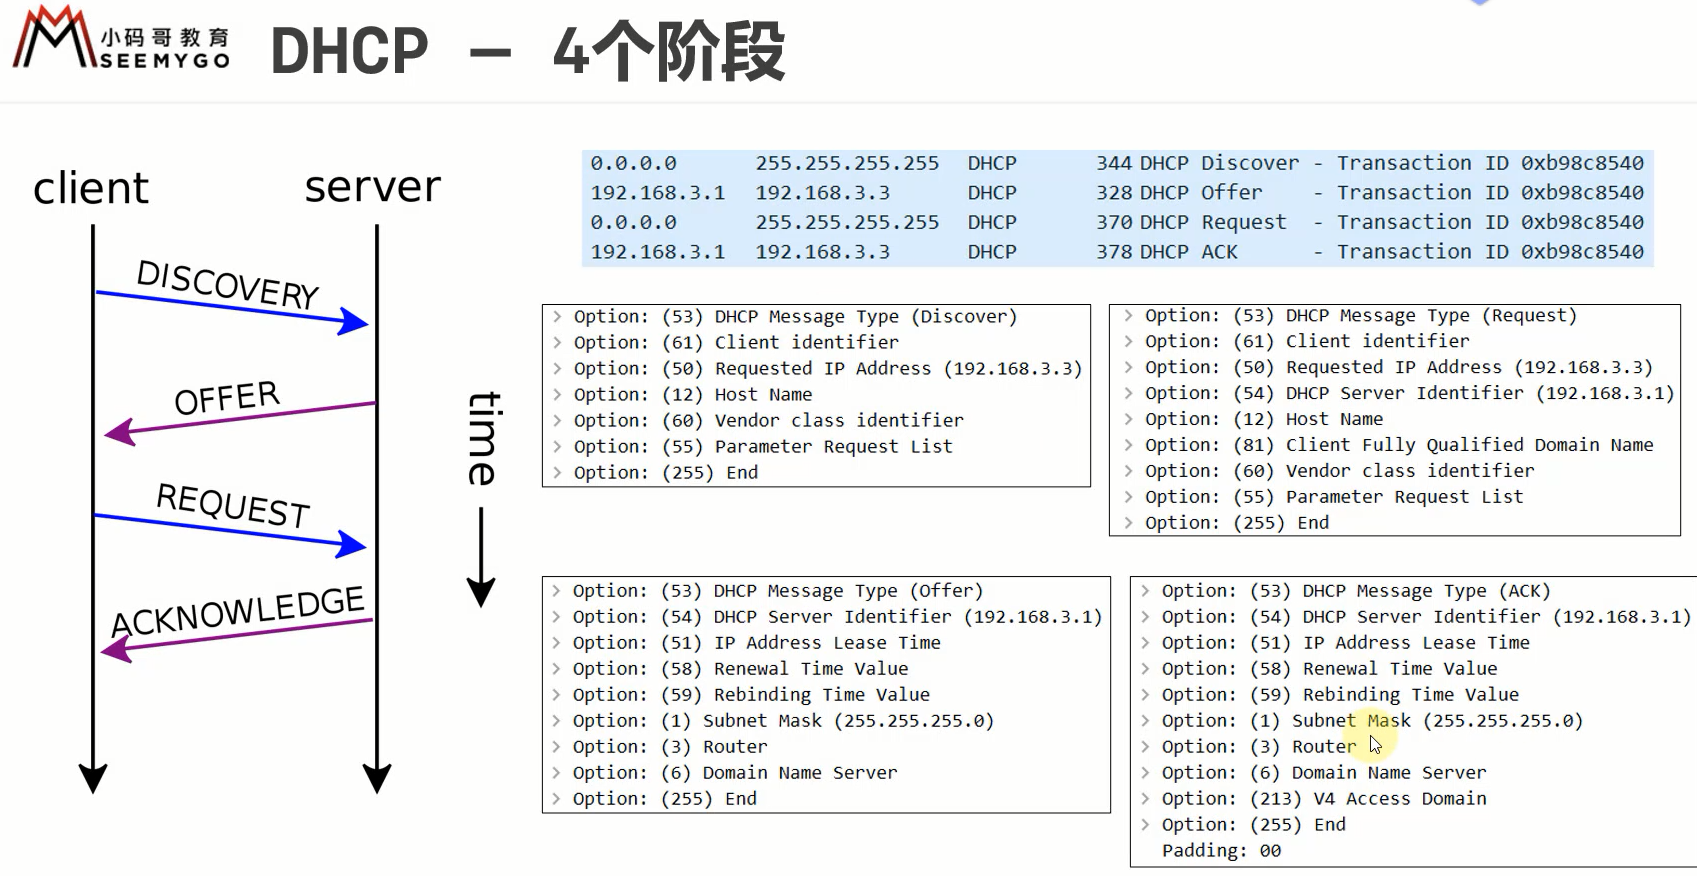 小码哥教育
SEEMYGO
DHCP － 4个阶段
client
server
DISCOVERY
OFFER
REQUEST
ACKNOWLEDGE
time
0.0.0.0 255.255.255.255 DHCP 344 DHCP Discover - Transaction ID 0xb98c8540
192.168.3.1 192.168.3.3 DHCP 328 DHCP Offer - Transaction ID 0xb98c8540
0.0.0.0 255.255.255.255 DHCP 370 DHCP Request - Transaction ID 0xb98c8540
192.168.3.1 192.168.3.3 DHCP 378 DHCP ACK - Transaction ID 0xb98c8540
Option: (53) DHCP Message Type (Discover)
Option: (61) Client identifier
Option: (50) Requested IP Address (192.168.3.3)
Option: (12) Host Name
Option: (60) Vendor class identifier
Option: (55) Parameter Request List
Option: (255) End
Option: (53) DHCP Message Type (Request)
Option: (61) Client identifier
Option: (50) Requested IP Address (192.168.3.3)
Option: (54) DHCP Server Identifier (192.168.3.1)
Option: (12) Host Name
Option: (81) Client Fully Qualified Domain Name
Option: (60) Vendor class identifier
Option: (55) Parameter Request List
Option: (255) End
Option: (53) DHCP Message Type (Offer)
Option: (54) DHCP Server Identifier (192.168.3.1)
Option: (51) IP Address Lease Time
Option: (58) Renewal Time Value
Option: (59) Rebinding Time Value
Option: (1) Subnet Mask (255.255.255.0)
Option: (3) Router
Option: (6) Domain Name Server
Option: (255) End
Option: (53) DHCP Message Type (ACK)
Option: (54) DHCP Server Identifier (192.168.3.1)
Option: (51) IP Address Lease Time
Option: (58) Renewal Time Value
Option: (59) Rebinding Time Value
Option: (1) Subnet Mask (255.255.255.0)
Option: (3) Router
Option: (6) Domain Name Server
Option: (213) V4 Access Domain
Option: (255) End
Padding: 00